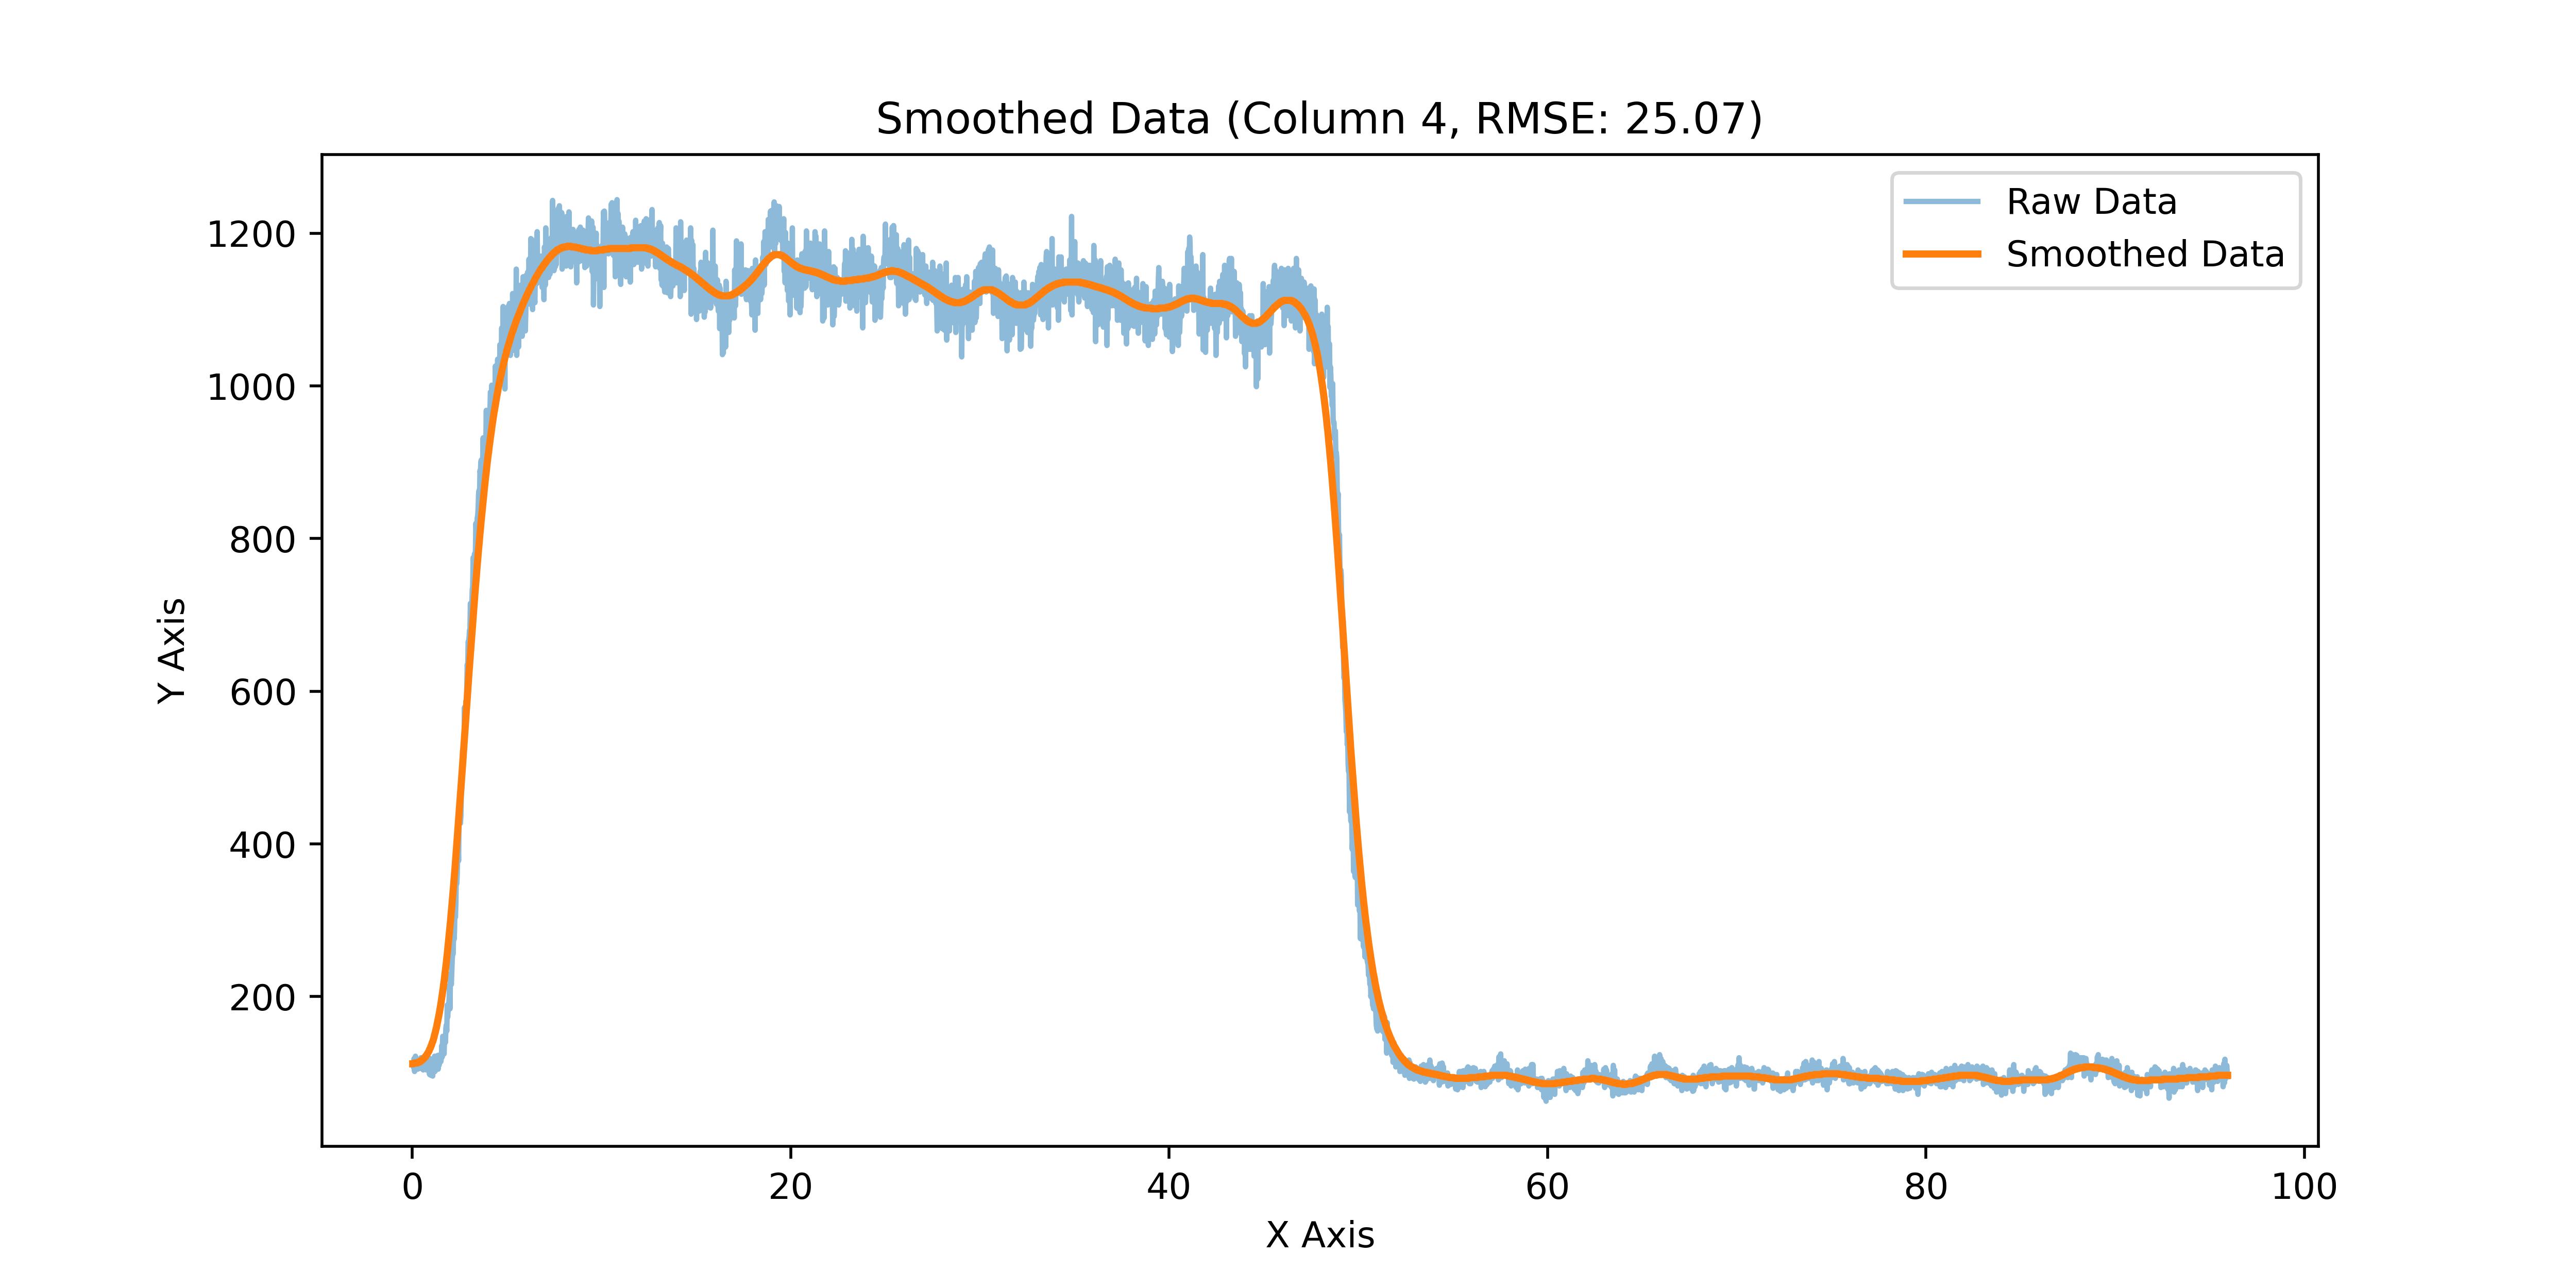 Smoothed Data (Column 4, RMSE: 25.07)
Raw Data
Smoothed Data
1200
1000
800
600
400
200
Y Axis
0 20 40 60 80 100
X Axis